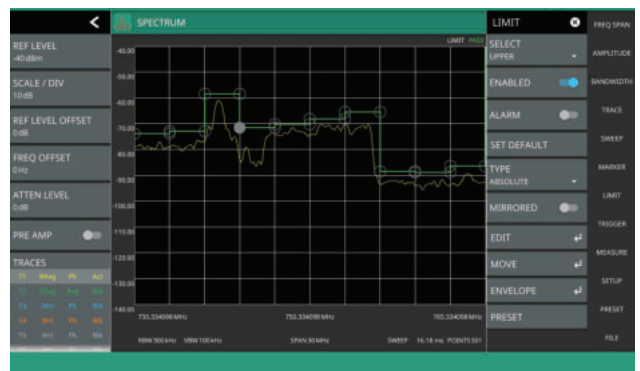 SPECTRUM
REF LEVEL
-40 dBm
SCALE / DIV
10 dB
REF LEVEL OFFSET
0 dB
FREQ OFFSET
0 Hz
ATTEN LEVEL
0 dB
PRE AMP
TRACES
LIMIT PASS
-40.00
-50.00
-60.00
-70.00
-80.00
-90.00
-100.00
-110.00
-120.00
-130.00
-140.00
735.334098 MHz
750.334098 MHz
765.334098 MHz
RBW 300 kHz VBW 100 kHz
SPAN 30 MHz
SWEEP 16.18 ms POINTS 501
LIMIT
SELECT
UPPER
ENABLED
ALARM
SET DEFAULT
TYPE
ABSOLUTE
MIRRORED
EDIT
MOVE
ENVELOPE
PRESET
FREQ SPAN
AMPLITUDE
BANDWIDTH
TRACE
SWEEP
MARKER
LIMIT
TRIGGER
MEASURE
SETUP
PRESET
FILE